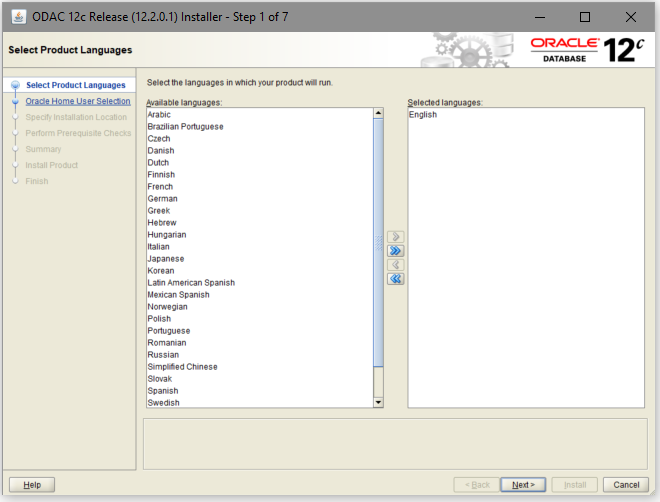 ODAC 12c Release (12.2.0.1) Installer - Step 1 of 7
Select Product Languages
ORACLE®
DATABASE
12c
Select Product Languages
Oracle Home User Selection
Specify Installation Location
Perform Prerequisite Checks
Summary
Install Product
Finish
Select the languages in which your product will run.
Available languages:
Arabic
Brazilian Portuguese
Czech
Danish
Dutch
Finnish
French
German
Greek
Hebrew
Hungarian
Italian
Japanese
Korean
Latin American Spanish
Mexican Spanish
Norwegian
Polish
Portuguese
Romanian
Russian
Simplified Chinese
Slovak
Spanish
Swedish
Selected languages:
English
Help
< Back
Next >
Install
Cancel